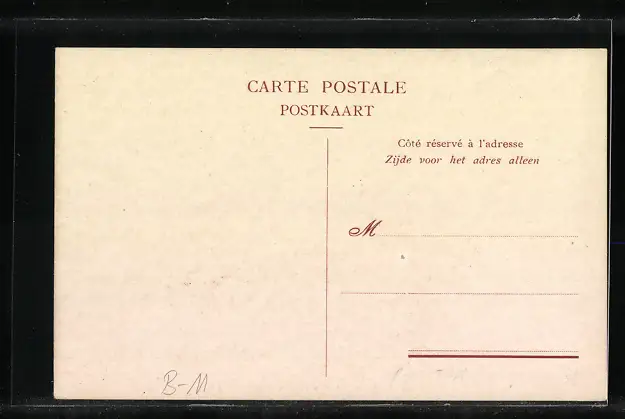 CARTE POSTALE
POSTKAART
Côté réservé à l'adresse
Zijde voor het adres alleen
M
B-M